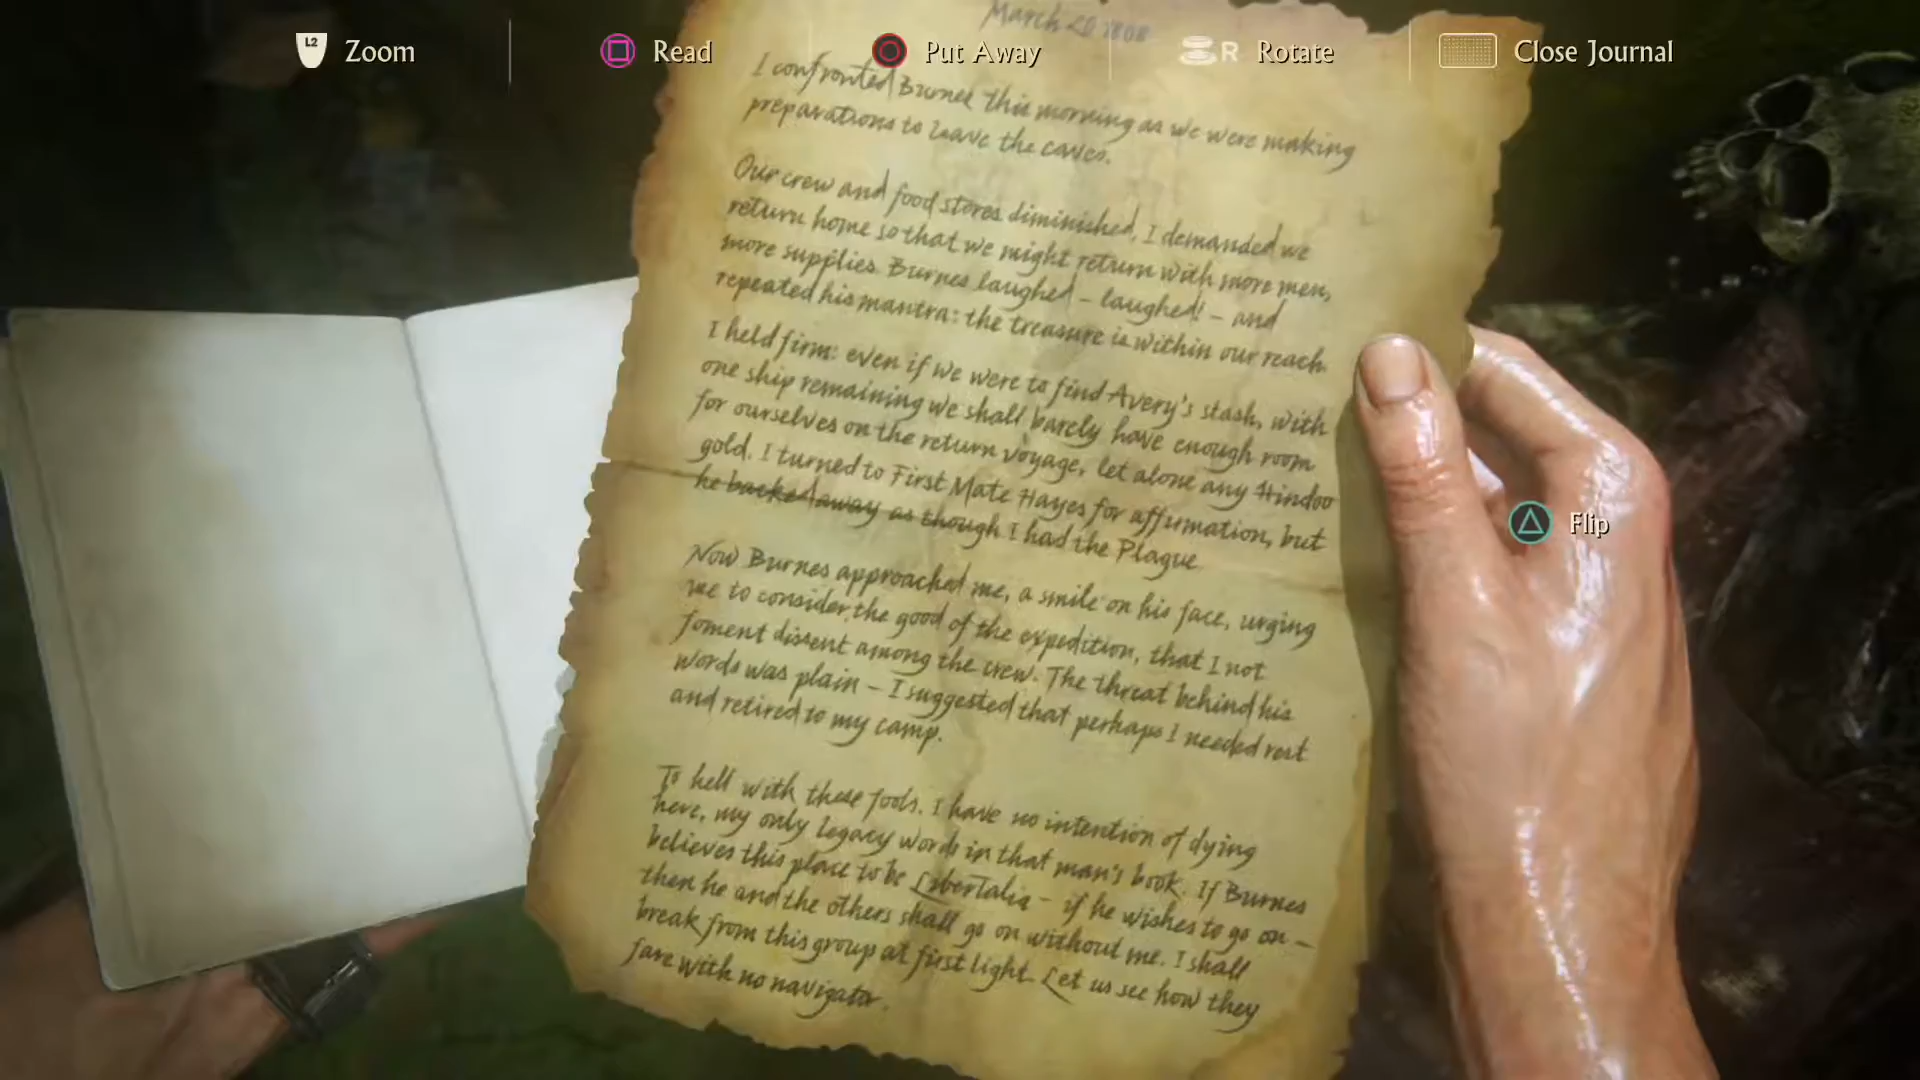 L2 Zoom
Read
Put Away
R Rotate
Close Journal
March 20 1808
I confronted Burnes this morning as we were making
preparations to leave the caves.
Our crew and food stores diminished, I demanded we
return home so that we might return with more men,
more supplies. Burnes laughed – laughed! – and
repeated his mantra: the treasure is within our reach.
I held firm: even if we were to find Avery's stash, with
one ship remaining we shall barely have enough room
for ourselves on the return voyage, let alone any Hindoo
gold. I turned to First Mate Hayes for affirmation, but
he backed away as though I had the Plague
Now Burnes approached me, a smile on his face, urging
me to consider the good of the expedition, that I not
foment dissent among the crew. The threat behind his
words was plain – I suggested that perhaps I needed rest
and retired to my camp.
To hell with these fools. I have no intention of dying
here, my only legacy words in that man's book. If Burnes
believes this place to be Libertalia – if he wishes to go on –
then he and the others shall go on without me. I shall
break from this group at first light. Let us see how they
fare with no navigator.
Flip